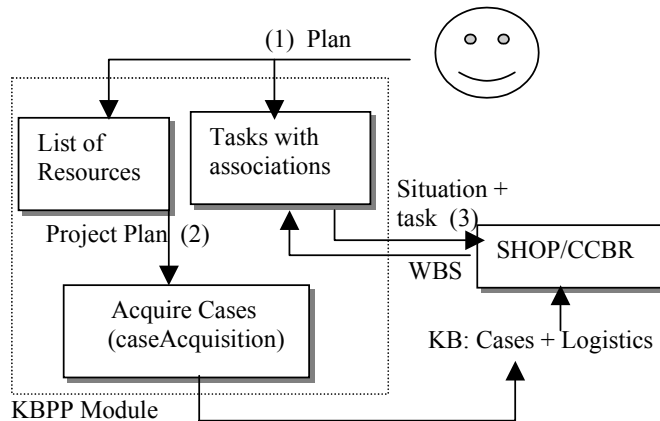 (1) Plan
List of
Resources
Tasks with
associations
Situation +
task (3)
Project Plan (2)
WBS
SHOP/CCBR
Acquire Cases
(caseAcquisition)
KB: Cases + Logistics
KBPP Module